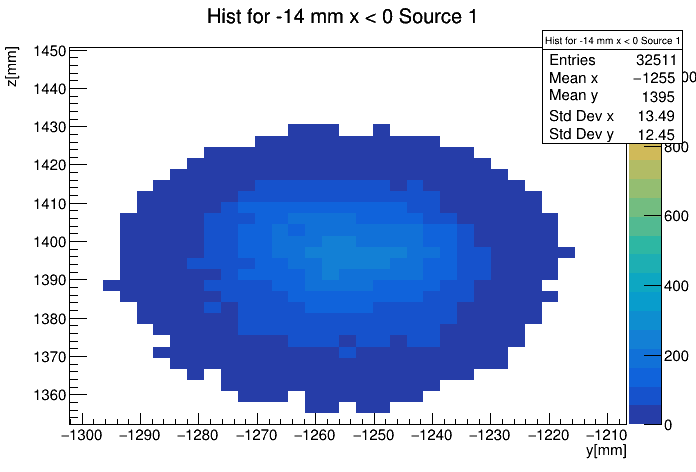 Hist for -14 mm x < 0 Source 1
Hist for -14 mm x < 0 Source 1
Entries 32511
Mean x −1255
Mean y 1395
Std Dev x 13.49
Std Dev y 12.45
z[mm]
1450
1440
1430
1420
1410
1400
1390
1380
1370
1360
−1300 −1290 −1280 −1270 −1260 −1250 −1240 −1230 −1220 −1210
y[mm]
800
600
400
200
0